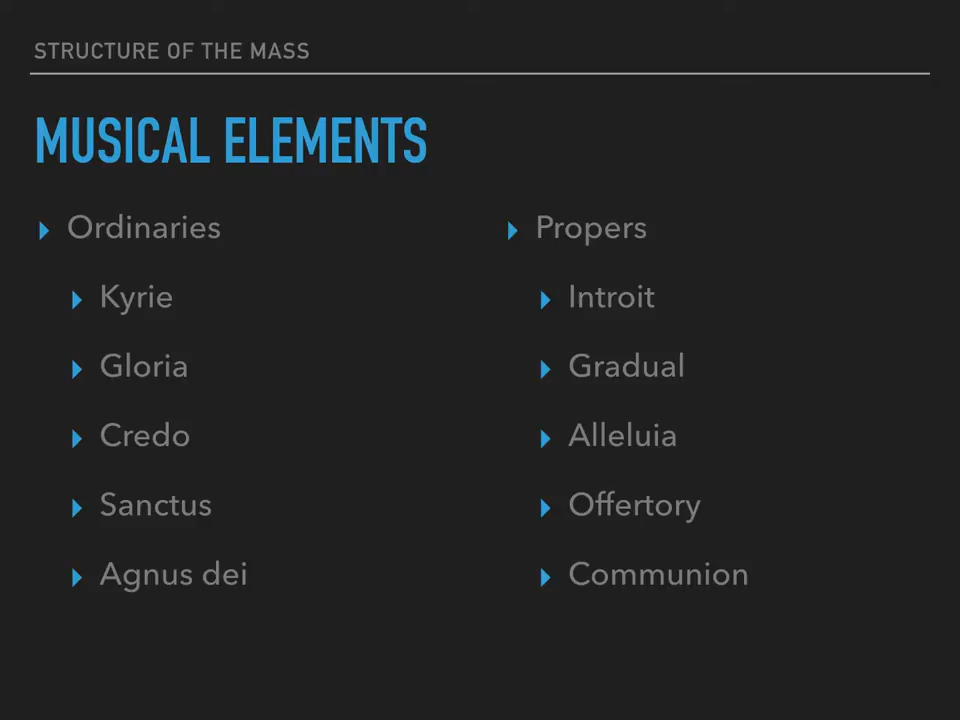 STRUCTURE OF THE MASS
MUSICAL ELEMENTS
Ordinaries
Kyrie
Gloria
Credo
Sanctus
Agnus dei
Propers
Introit
Gradual
Alleluia
Offertory
Communion